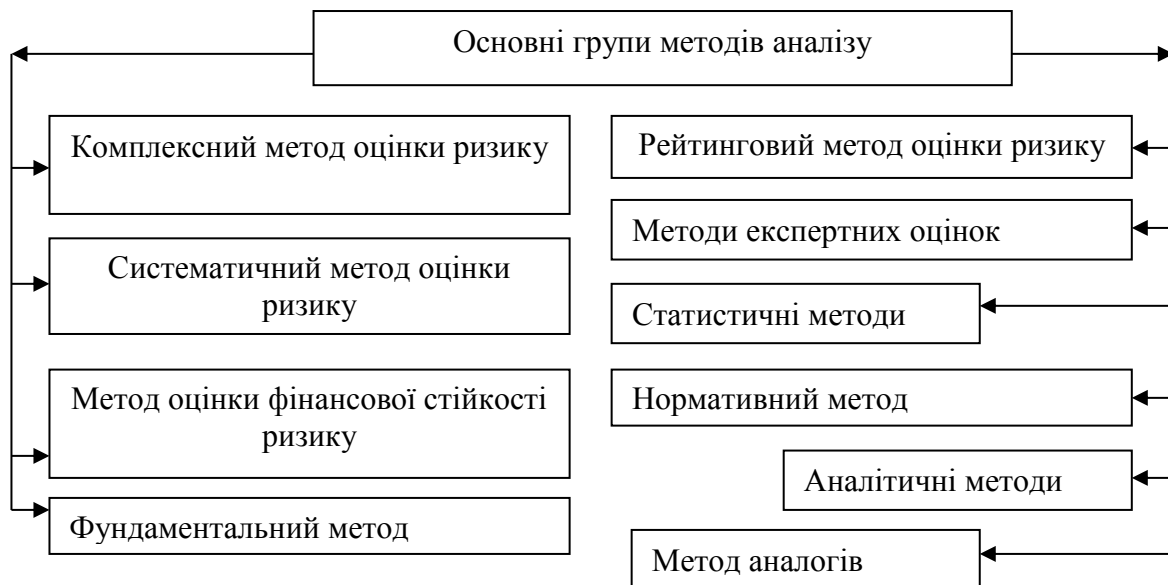 Основні групи методів аналізу
Комплексний метод оцінки ризику
Систематичний метод оцінки
ризику
Метод оцінки фінансової стійкості
ризику
Фундаментальний метод
Рейтинговий метод оцінки ризику
Методи експертних оцінок
Статистичні методи
Нормативний метод
Аналітичні методи
Метод аналогів